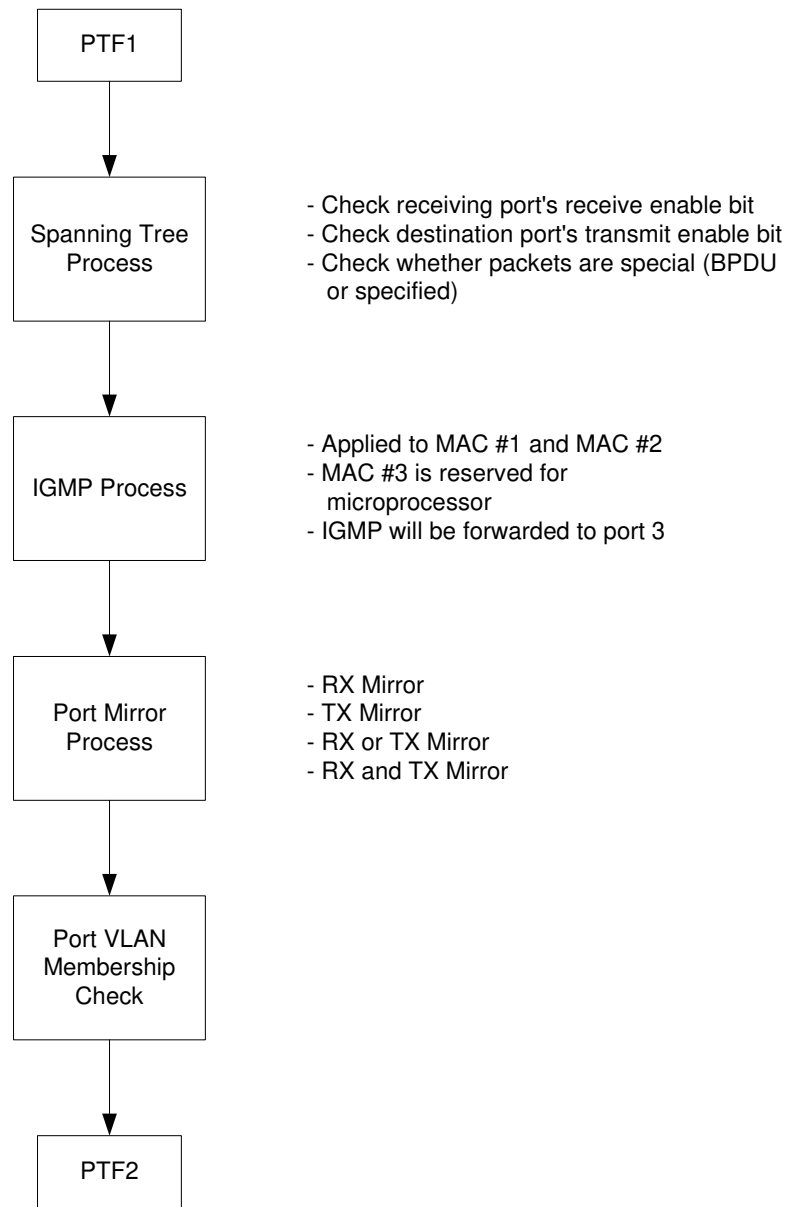 PTF1
Spanning Tree
Process
- Check receiving port's receive enable bit
- Check destination port's transmit enable bit
- Check whether packets are special (BPDU
or specified)
IGMP Process
- Applied to MAC #1 and MAC #2
- MAC #3 is reserved for
microprocessor
- IGMP will be forwarded to port 3
Port Mirror
Process
- RX Mirror
- TX Mirror
- RX or TX Mirror
- RX and TX Mirror
Port VLAN
Membership
Check
PTF2